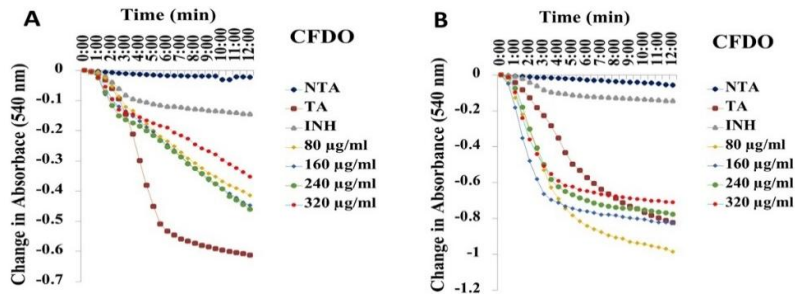 A
Time (min)
0:00 1:00 2:00 3:00 4:00 5:00 6:00 7:00 8:00 9:00 10:00 11:00 12:00
CFDO
0
-0.1
-0.2
-0.3
-0.4
-0.5
-0.6
-0.7
Change in Absorbace (540 nm)
NTA
TA
INH
80 µg/ml
160 µg/ml
240 µg/ml
320 µg/ml
B
Time (min)
0:00 1:00 2:00 3:00 4:00 5:00 6:00 7:00 8:00 9:00 10:00 11:00 12:00
CFDO
0
-0.2
-0.4
-0.6
-0.8
-1
-1.2
Change in Absorbance (540 nm)
NTA
TA
INH
80 µg/ml
160 µg/ml
240 µg/ml
320 µg/ml